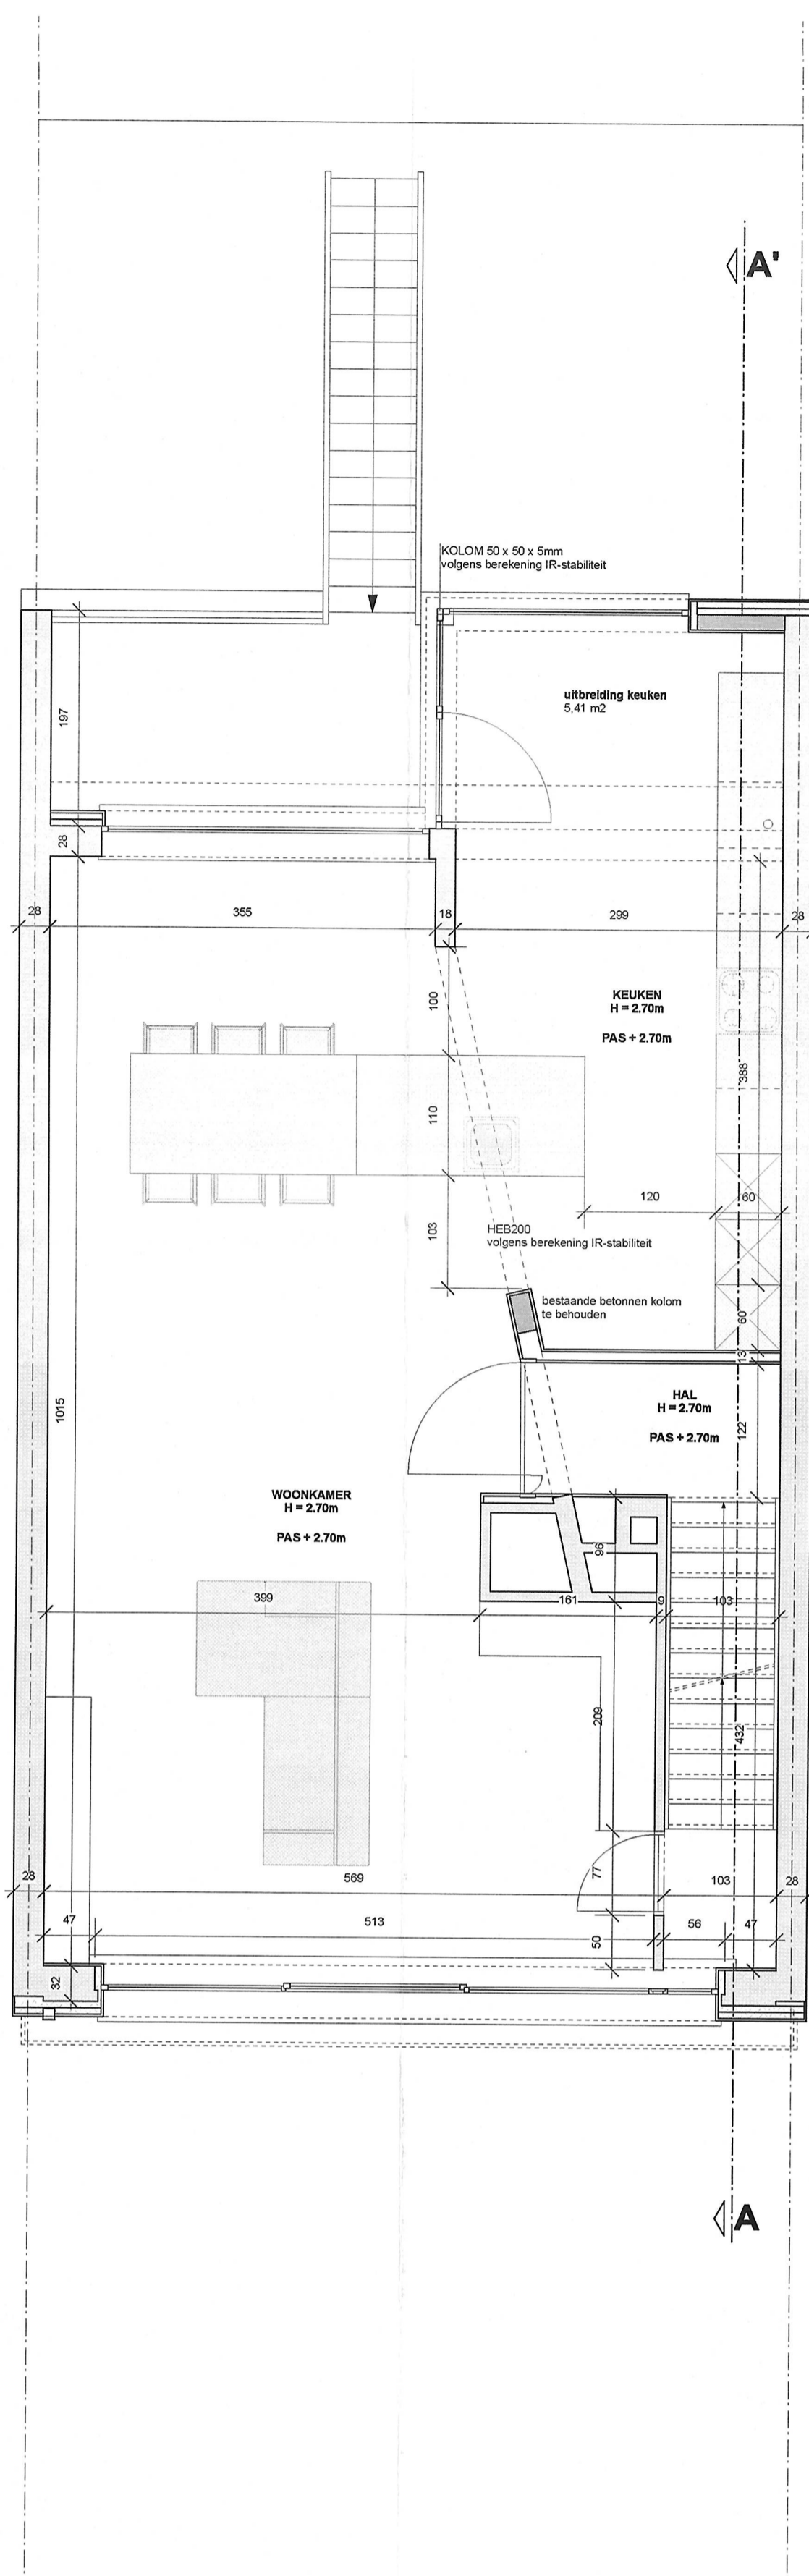 A'
KOLOM 50 x 50 x 5mm
volgens berekening IR-stabiliteit
uitbreiding keuken
5,41 m2
197
28
28
355
18
299
28
100
KEUKEN
H = 2.70m
PAS + 2.70m
388
110
120
60
103
HEB200
volgens berekening IR-stabiliteit
bestaande betonnen kolom
te behouden
60
13
1015
HAL
H = 2.70m
PAS + 2.70m
122
WOONKAMER
H = 2.70m
PAS + 2.70m
96
399
161
9
103
209
432
28
569
77
103
28
47
513
50
56
47
32
A